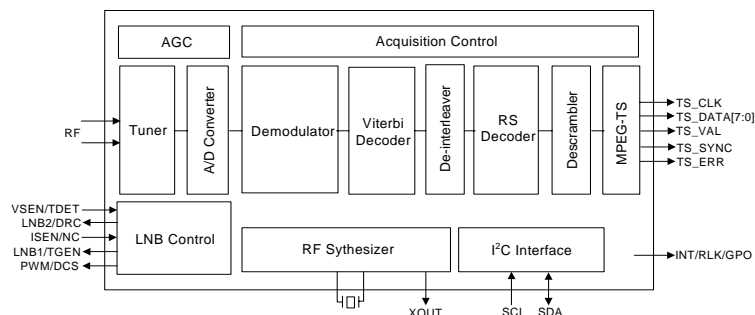 AGC
Acquisition Control
RF
Tuner
A/D Converter
Demodulator
Viterbi
Decoder
De-interleaver
RS
Decoder
Descrambler
MPEG-TS
TS_CLK
TS_DATA[7:0]
TS_VAL
TS_SYNC
TS_ERR
VSEN/TDET
LNB2/DRC
ISEN/NC
LNB1/TGEN
PWM/DCS
LNB Control
RF Sythesizer
I²C Interface
INT/RLK/GPO
XOUT
SCL
SDA